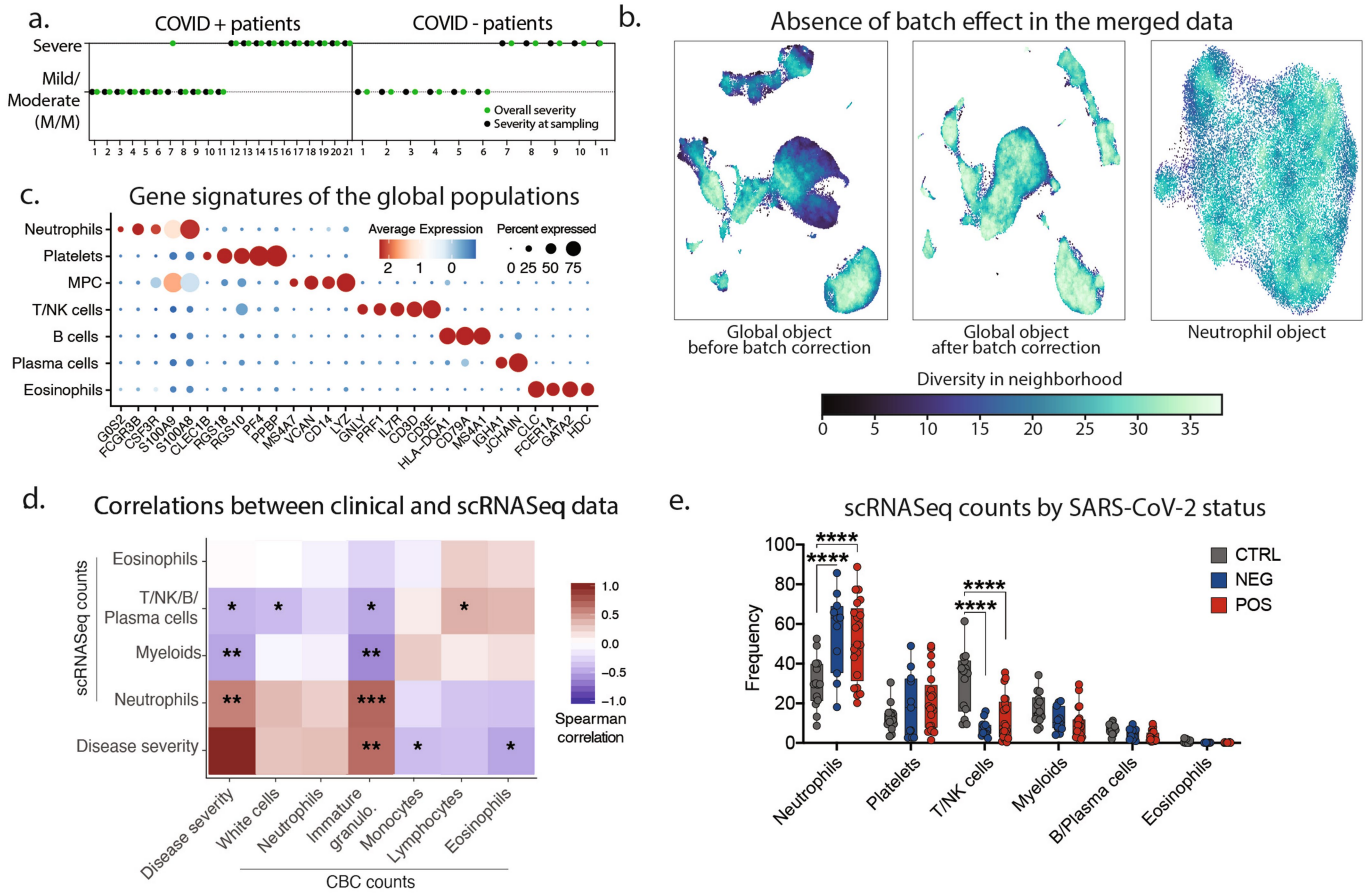 a.
COVID + patients
COVID - patients
Severe
Mild/
Moderate
(M/M)
Overall severity
Severity at sampling
1 2 3 4 5 6 7 8 9 10 11 12 13 14 15 16 17 18 19 20 21
1 2 3 4 5 6 7 8 9 10 11
b.
Absence of batch effect in the merged data
Global object
before batch correction
Global object
after batch correction
Neutrophil object
Diversity in neighborhood
0 5 10 15 20 25 30 35
c.
Gene signatures of the global populations
Neutrophils
Platelets
MPC
T/NK cells
B cells
Plasma cells
Eosinophils
Average Expression
2 1 0
Percent expressed
0 25 50 75
G0S2
FCGR3B
CSF3R
S100A9
S100A8
CLEC1B
RGS18
RGS10
PF4
PPBP
MS4A7
VCAN
CD14
LYZ
GNLY
PRF1
IL7R
CD3D
CD3E
HLA-DQA1
CD79A
MS4A1
IGHA1
JCHAIN
CLC
FCER1A
GATA2
HDC
d.
Correlations between clinical and scRNASeq data
scRNASeq counts
Eosinophils
T/NK/B/
Plasma cells
* * * *
Myeloids
** **
Neutrophils
** ***
Disease severity
** * *
Disease severity
White cells
Neutrophils
Immature
granulo.
Monocytes
Lymphocytes
Eosinophils
CBC counts
1.0
0.5
0.0
−0.5
−1.0
Spearman
correlation
e.
scRNASeq counts by SARS-CoV-2 status
Frequency
100
80
60
40
20
0
****
****
****
****
CTRL
NEG
POS
Neutrophils
Platelets
T/NK cells
Myeloids
B/Plasma cells
Eosinophils